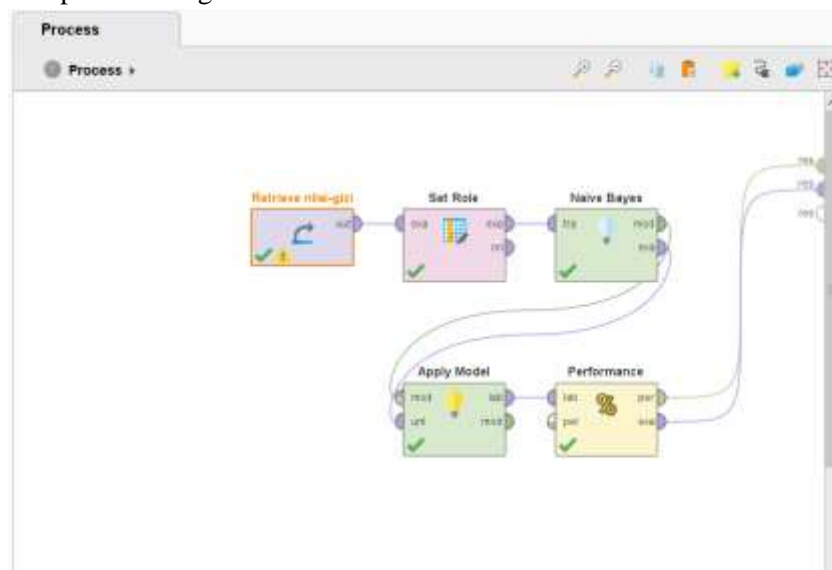 Process
Process
Retrieve nilai-gizi
Set Role
Naive Bayes
out
exa
exa
ori
tra
mod
exa
res
res
res
Apply Model
Performance
mod
lab
unl
mod
lab
per
per
exa
%